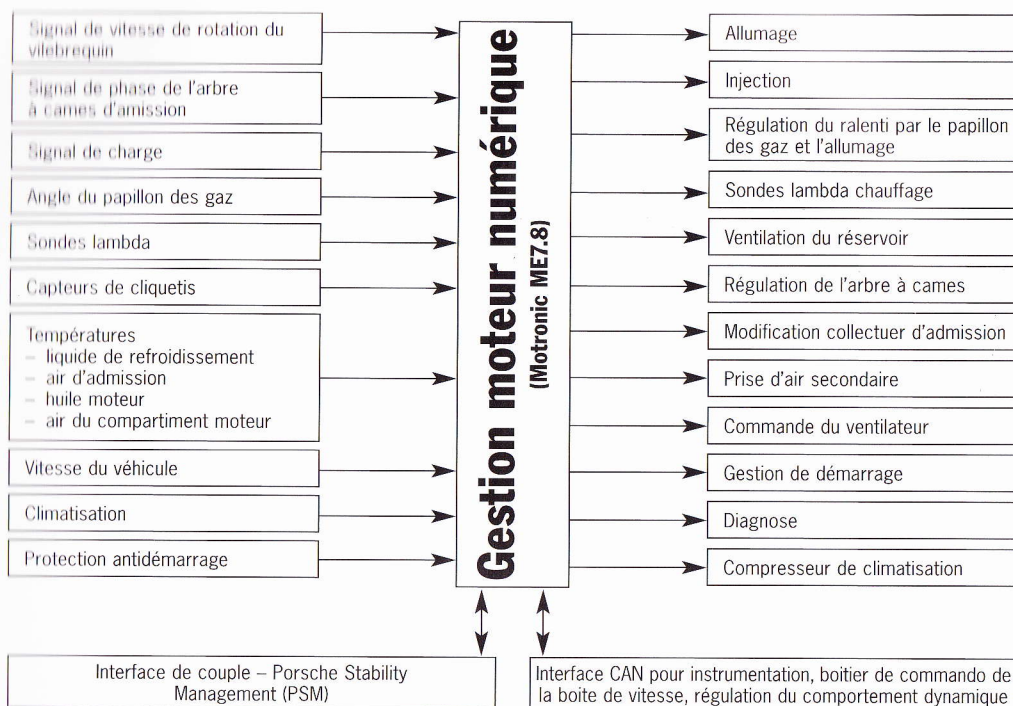 Signal de vitesse de rotation du
vilebrequin
Signal de phase de l'arbre
à cames d'amission
Signal de charge
Angle du papillon des gaz
Sondes lambda
Capteurs de cliquetis
Températures
– liquide de refroidissement
– air d'admission
– huile moteur
– air du compartiment moteur
Vitesse du véhicule
Climatisation
Protection antidémarrage
Gestion moteur numérique
(Motronic ME7.8)
Allumage
Injection
Régulation du ralenti par le papillon
des gaz et l'allumage
Sondes lambda chauffage
Ventilation du réservoir
Régulation de l'arbre à cames
Modification collectuer d'admission
Prise d'air secondaire
Commande du ventilateur
Gestion de démarrage
Diagnose
Compresseur de climatisation
Interface de couple – Porsche Stability
Management (PSM)
Interface CAN pour instrumentation, boitier de commando de
la boite de vitesse, régulation du comportement dynamique